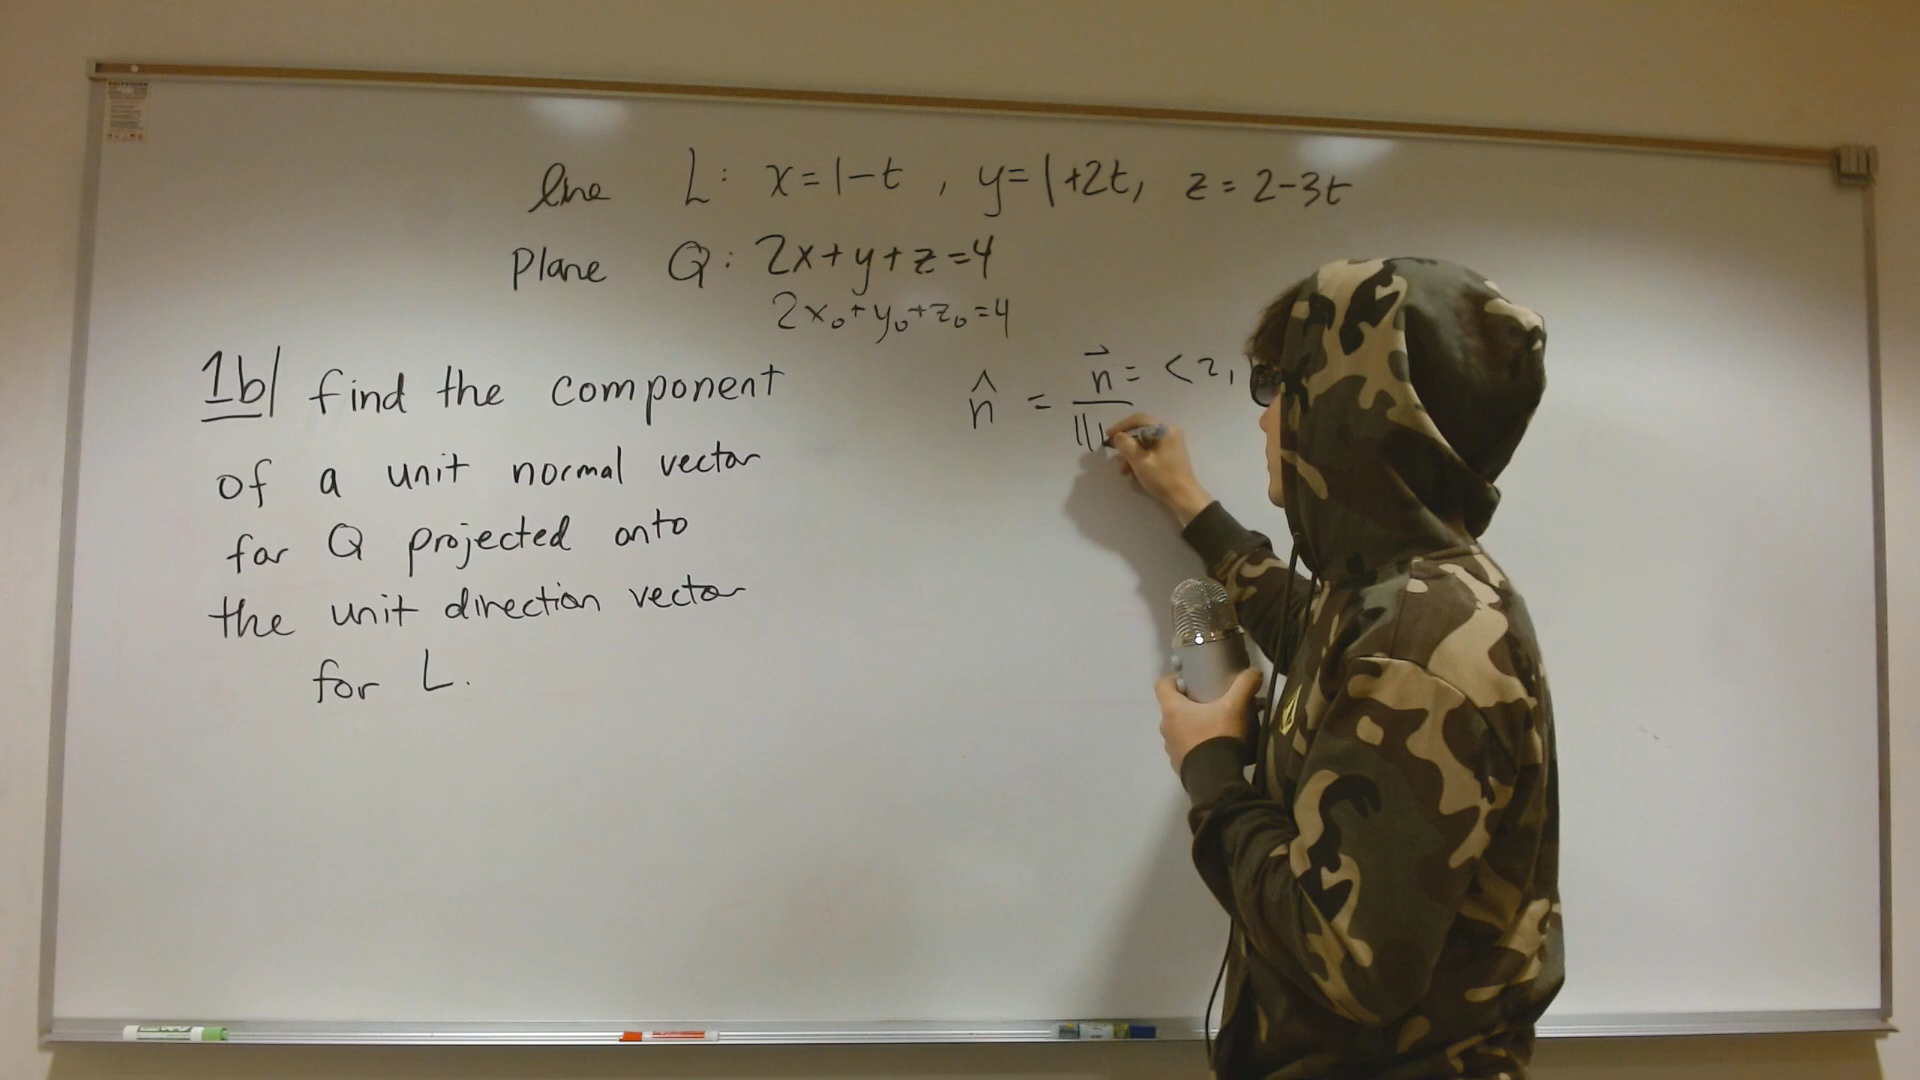 line L: x=1-t, y=1+2t, z=2-3t
Plane Q: 2x+y+z=4
2x₀+y₀+z₀=4
1b| find the component
of a unit normal vector
for Q projected onto
the unit direction vector
for L.
n⃗ = <2,
n̂ = ‾‾
||